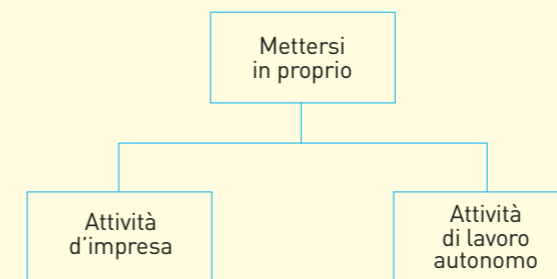 Mettersi
in proprio
Attività
d'impresa
Attività
di lavoro
autonomo